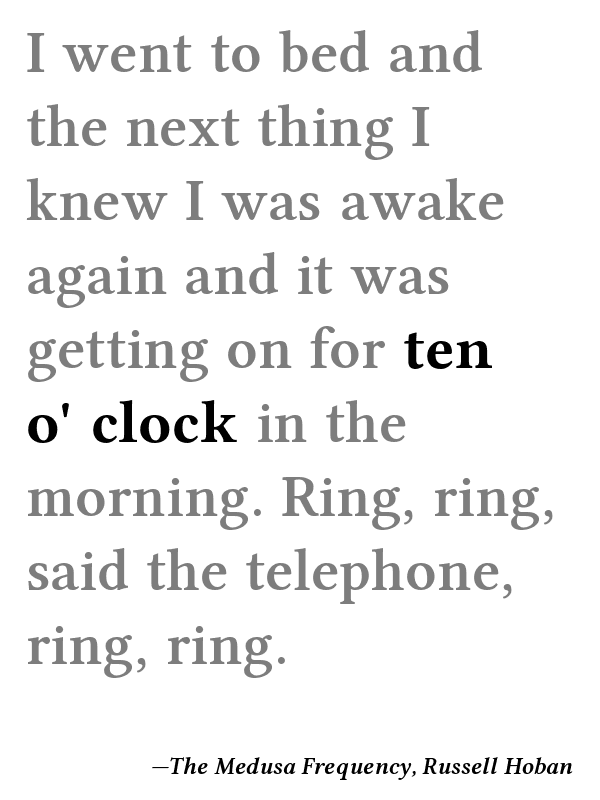 I went to bed and
the next thing I
knew I was awake
again and it was
getting on for ten
o' clock in the
morning. Ring, ring,
said the telephone,
ring, ring.
—The Medusa Frequency, Russell Hoban